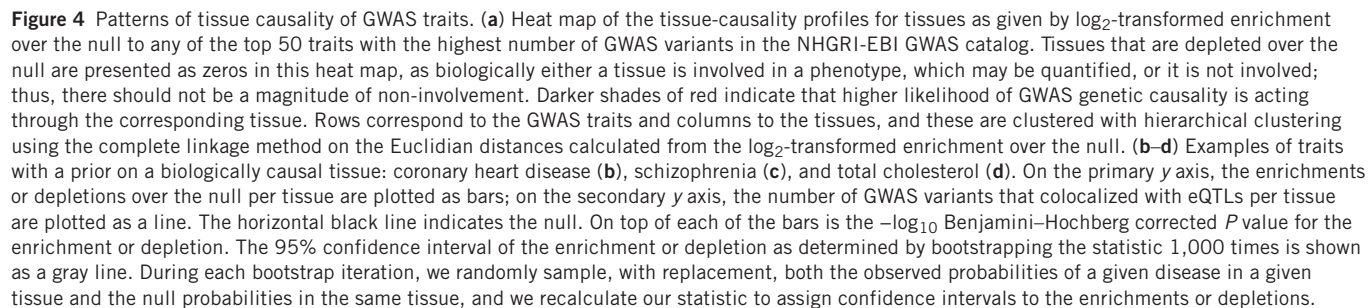 Figure 4 Patterns of tissue causality of GWAS traits. (a) Heat map of the tissue-causality profiles for tissues as given by log2-transformed enrichment
over the null to any of the top 50 traits with the highest number of GWAS variants in the NHGRI-EBI GWAS catalog. Tissues that are depleted over the
null are presented as zeros in this heat map, as biologically either a tissue is involved in a phenotype, which may be quantified, or it is not involved;
thus, there should not be a magnitude of non-involvement. Darker shades of red indicate that higher likelihood of GWAS genetic causality is acting
through the corresponding tissue. Rows correspond to the GWAS traits and columns to the tissues, and these are clustered with hierarchical clustering
using the complete linkage method on the Euclidian distances calculated from the log2-transformed enrichment over the null. (b–d) Examples of traits
with a prior on a biologically causal tissue: coronary heart disease (b), schizophrenia (c), and total cholesterol (d). On the primary y axis, the enrichments
or depletions over the null per tissue are plotted as bars; on the secondary y axis, the number of GWAS variants that colocalized with eQTLs per tissue
are plotted as a line. The horizontal black line indicates the null. On top of each of the bars is the –log10 Benjamini–Hochberg corrected P value for the
enrichment or depletion. The 95% confidence interval of the enrichment or depletion as determined by bootstrapping the statistic 1,000 times is shown
as a gray line. During each bootstrap iteration, we randomly sample, with replacement, both the observed probabilities of a given disease in a given
tissue and the null probabilities in the same tissue, and we recalculate our statistic to assign confidence intervals to the enrichments or depletions.